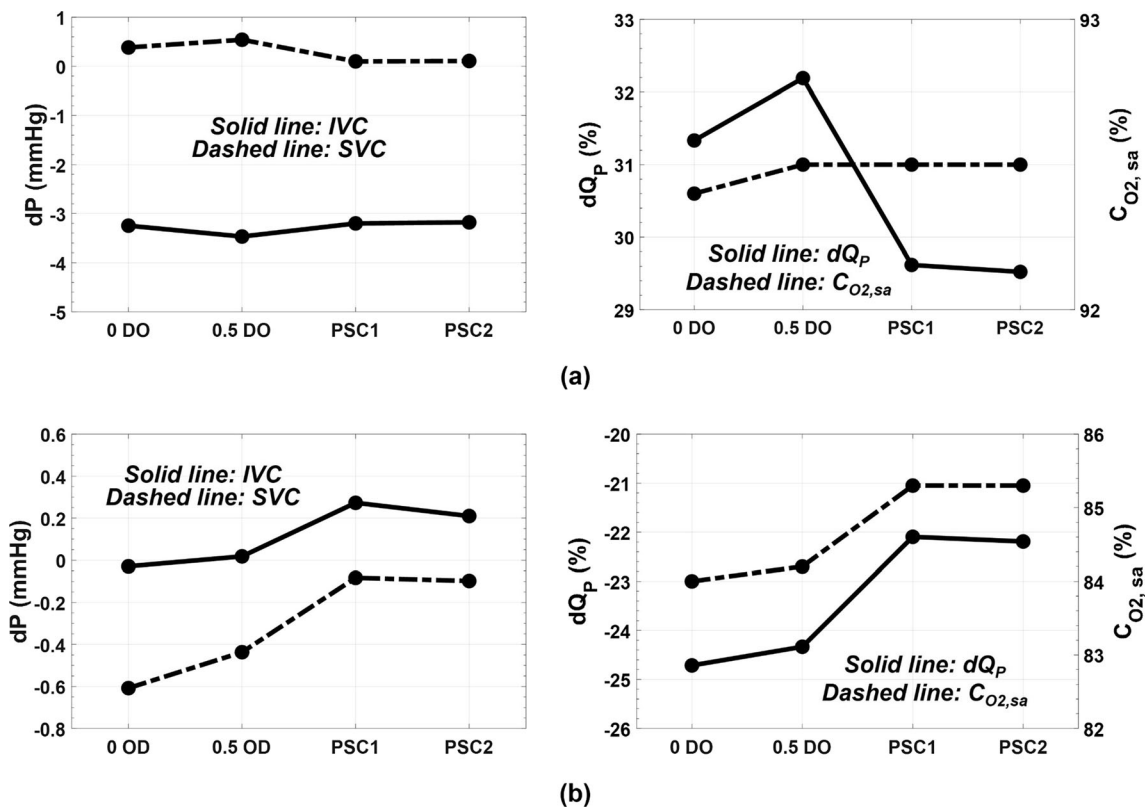 1
0
-1
-2
-3
-4
-5
dP (mmHg)
Solid line: IVC
Dashed line: SVC
0 DO 0.5 DO PSC1 PSC2
33
32
31
30
29
dQP (%)
93
92
CO2, sa (%)
Solid line: dQP
Dashed line: CO2,sa
0 DO 0.5 DO PSC1 PSC2
(a)
0.6
0.4
0.2
0
-0.2
-0.4
-0.6
-0.8
dP (mmHg)
Solid line: IVC
Dashed line: SVC
0 OD 0.5 OD PSC1 PSC2
-20
-21
-22
-23
-24
-25
-26
dQP (%)
86
85
84
83
82
CO2, sa (%)
Solid line: dQP
Dashed line: CO2,sa
0 DO 0.5 DO PSC1 PSC2
(b)